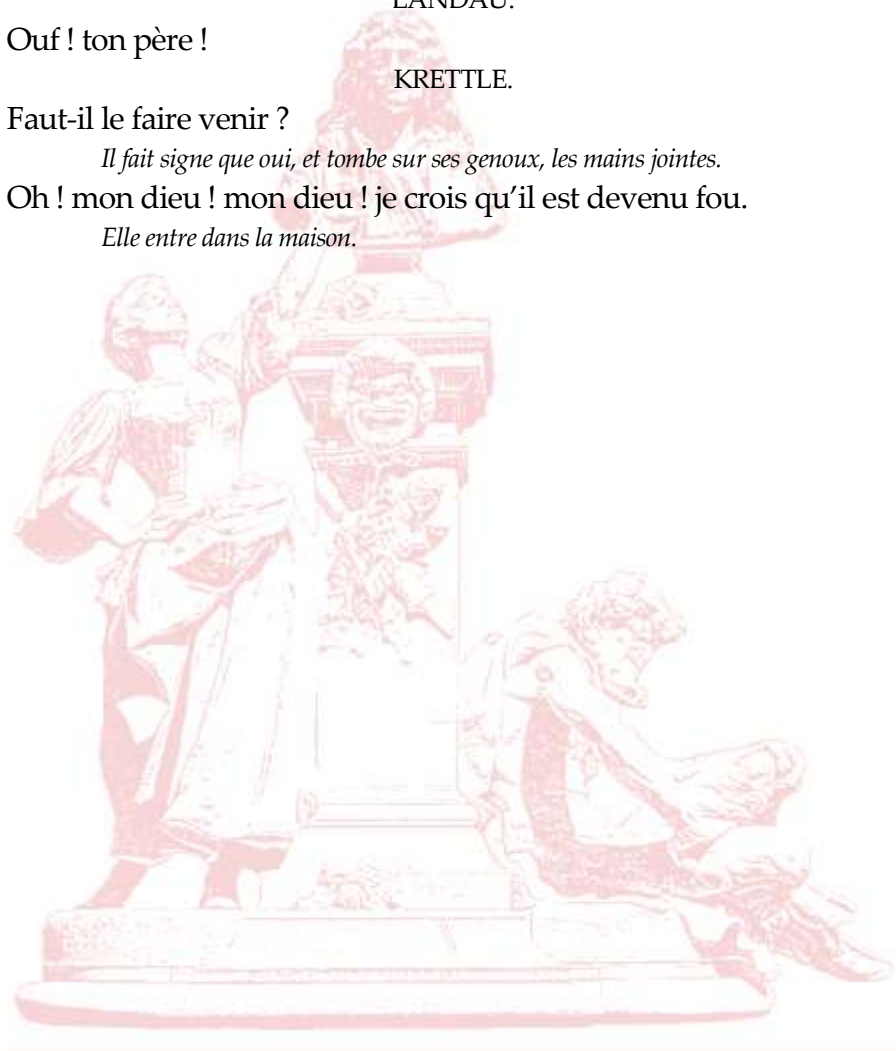 LANDAU.
Ouf ! ton père !
KRETTLE.
Faut-il le faire venir ?
Il fait signe que oui, et tombe sur ses genoux, les mains jointes.
Oh ! mon dieu ! mon dieu ! je crois qu’il est devenu fou.
Elle entre dans la maison.